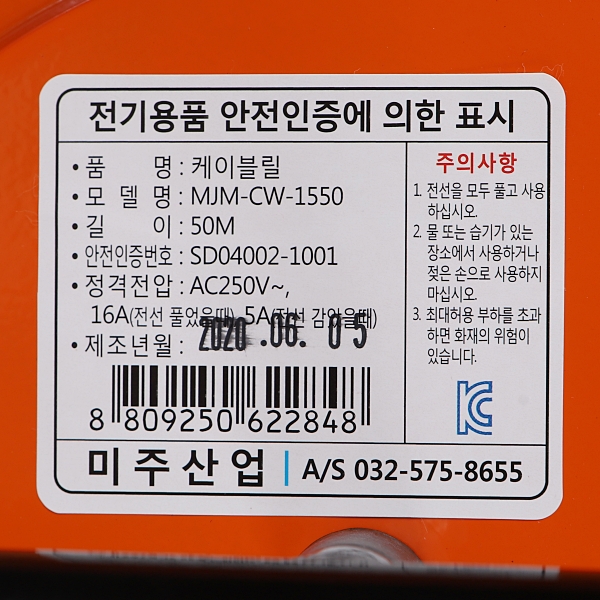 전기용품 안전인증에 의한 표시
• 품 명 : 케이블릴
• 모 델 명 : MJM-CW-1550
• 길 이 : 50M
• 안전인증번호 : SD04002-1001
• 정격전압 : AC250V~,
16A(전선 풀었을때), 5A(전선 감았을때)
• 제조년월 : 2020.06.05
8 809250 622848
주의사항
1. 전선을 모두 풀고 사용
하십시오.
2. 물 또는 습기가 있는
장소에서 사용하거나
젖은 손으로 사용하지
마십시오.
3. 최대허용 부하를 초과
하면 화재의 위험이
있습니다.
미주산업 | A/S 032-575-8655